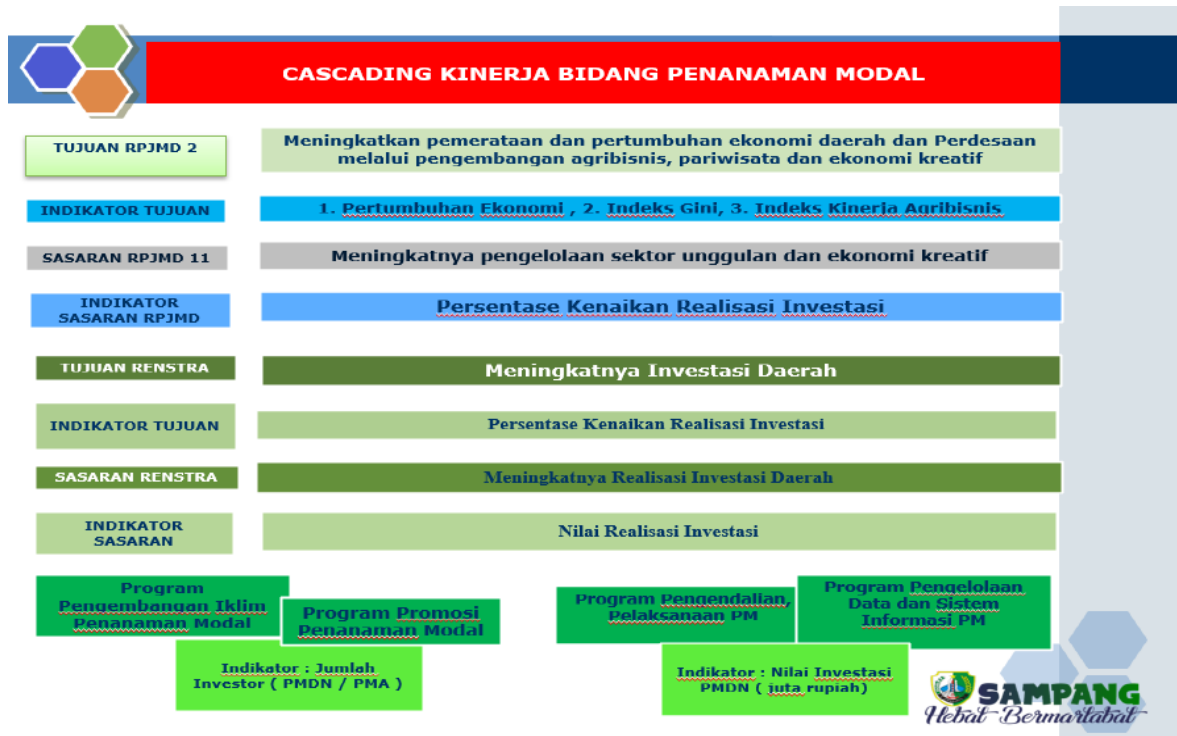 CASCADING KINERJA BIDANG PENANAMAN MODAL
TUJUAN RPJMD 2
Meningkatkan pemerataan dan pertumbuhan ekonomi daerah dan Perdesaan
melalui pengembangan agribisnis, pariwisata dan ekonomi kreatif
INDIKATOR TUJUAN
1. Pertumbuhan Ekonomi , 2. Indeks Gini, 3. Indeks Kinerja Agribisnis
SASARAN RPJMD 11
Meningkatnya pengelolaan sektor unggulan dan ekonomi kreatif
INDIKATOR
SASARAN RPJMD
Persentase Kenaikan Realisasi Investasi
TUJUAN RENSTRA
Meningkatnya Investasi Daerah
INDIKATOR TUJUAN
Persentase Kenaikan Realisasi Investasi
SASARAN RENSTRA
Meningkatnya Realisasi Investasi Daerah
INDIKATOR
SASARAN
Nilai Realisasi Investasi
Program
Pengembangan Iklim
Penanaman Modal
Program Promosi
Penanaman Modal
Program Pengendalian,
Pelaksanaan PM
Program Pengelolaan
Data dan Sistem
Informasi PM
Indikator : Jumlah
Investor ( PMDN / PMA )
Indikator : Nilai Investasi
PMDN ( juta rupiah)
SAMPANG
Hebat Bermartabat